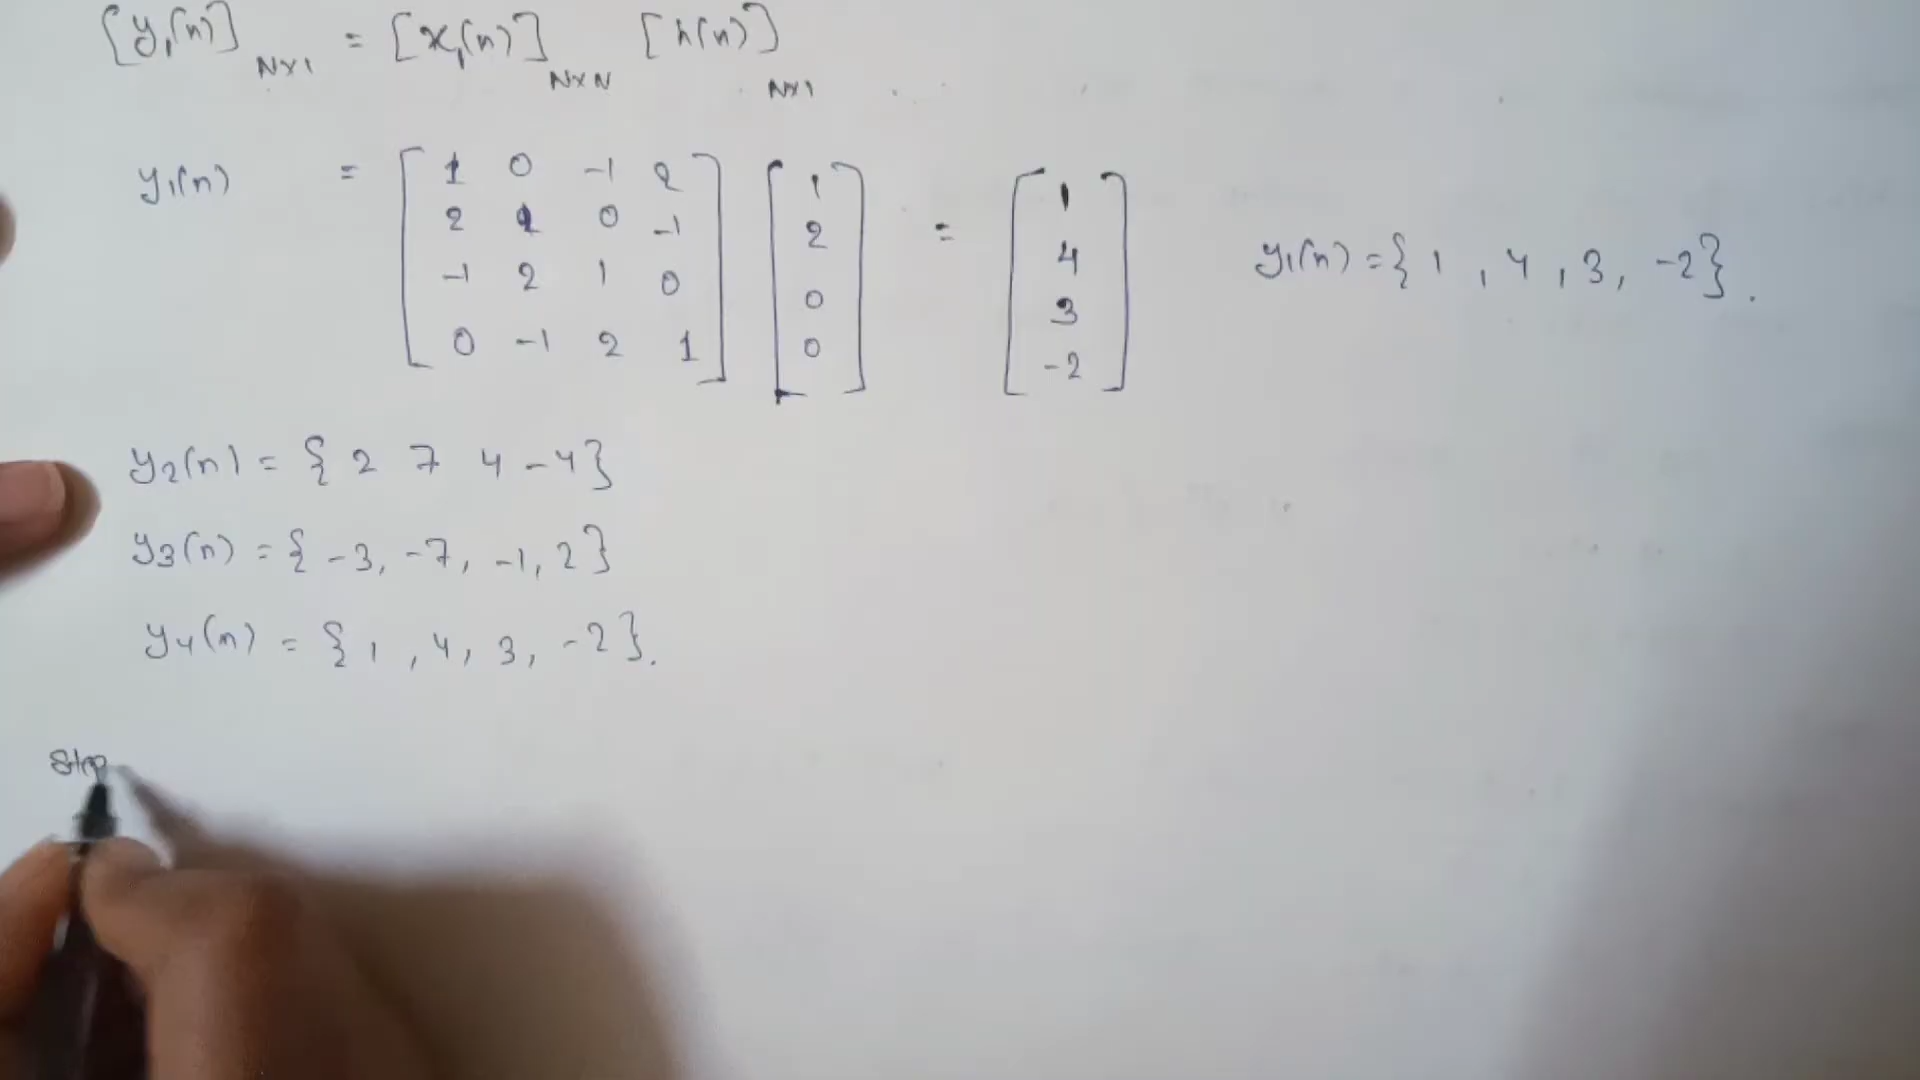 [y₁(n)] N×1 = [x₁(n)] N×N [h(n)] N×1
y₁(n) = [ 1 0 -1 2 ] [ 1 ] = [ 1 ] y₁(n) = { 1 , 4 , 3 , -2 } .
[ 2 1 0 -1 ] [ 2 ] [ 4 ]
[ -1 2 1 0 ] [ 0 ] [ 3 ]
[ 0 -1 2 1 ] [ 0 ] [ -2 ]
y₂(n) = { 2 7 4 -4 }
y₃(n) = { -3, -7, -1, 2 }
y₄(n) = { 1 , 4 , 3 , -2 } .
Step